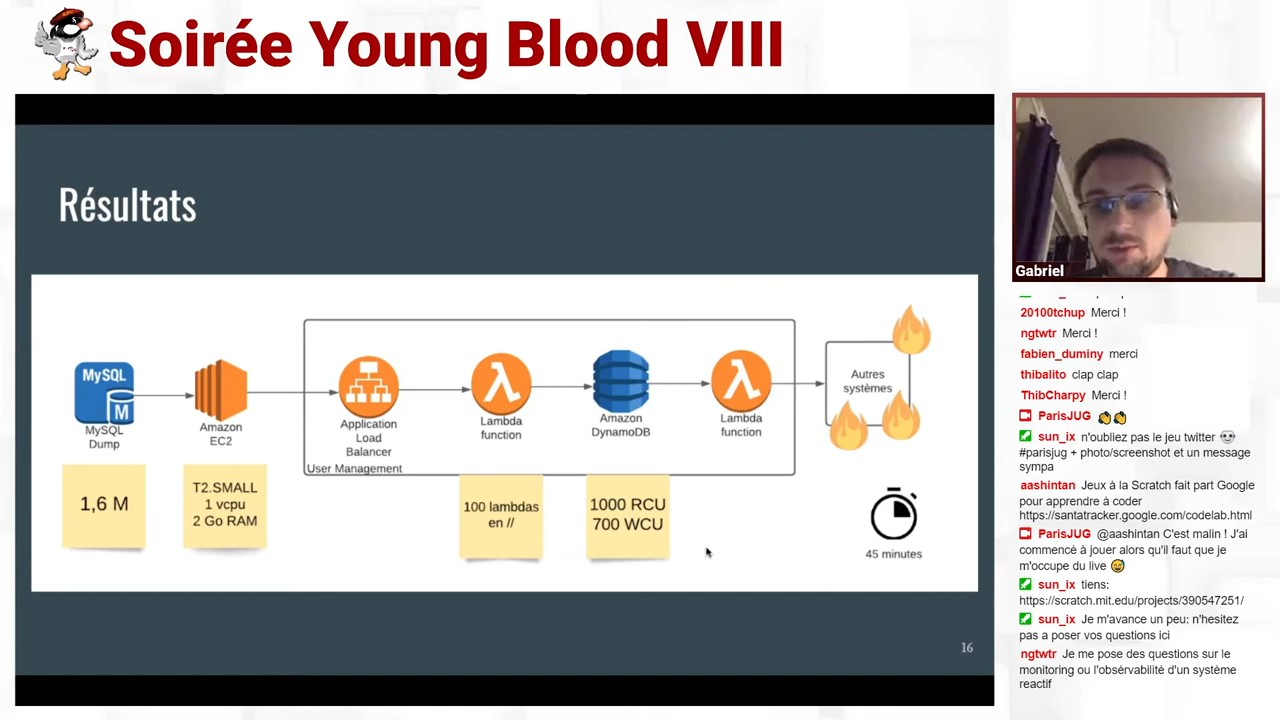 Soirée Young Blood VIII
Résultats
MySQL
M
MySQL
Dump
Amazon
EC2
Application
Load
Balancer
User Management
Lambda
function
Amazon
DynamoDB
Lambda
function
Autres
systèmes
1,6 M
T2.SMALL
1 vcpu
2 Go RAM
100 lambdas
en //
1000 RCU
700 WCU
45 minutes
16
Gabriel
20100tchup Merci !
ngtwtr Merci !
fabien_duminy merci
thibalito clap clap
ThibCharpy Merci !
ParisJUG 👏👏
sun_ix n'oubliez pas le jeu twitter 💀
#parisjug + photo/screenshot et un message
sympa
aashintan Jeux à la Scratch fait part Google
pour apprendre à coder
https://santatracker.google.com/codelab.html
ParisJUG @aashintan C'est malin ! J'ai
commencé à jouer alors qu'il faut que je
m'occupe du live 😅
sun_ix tiens:
https://scratch.mit.edu/projects/390547251/
sun_ix Je m'avance un peu: n'hesitez
pas a poser vos questions ici
ngtwtr Je me pose des questions sur le
monitoring ou l'obsérvabilité d'un système
reactif